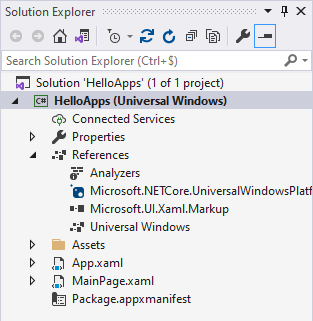 Solution Explorer
Search Solution Explorer (Ctrl+$)
Solution 'HelloApps' (1 of 1 project)
C# HelloApps (Universal Windows)
Connected Services
Properties
References
Analyzers
Microsoft.NETCore.UniversalWindowsPlatf
Microsoft.UI.Xaml.Markup
Universal Windows
Assets
App.xaml
MainPage.xaml
Package.appxmanifest